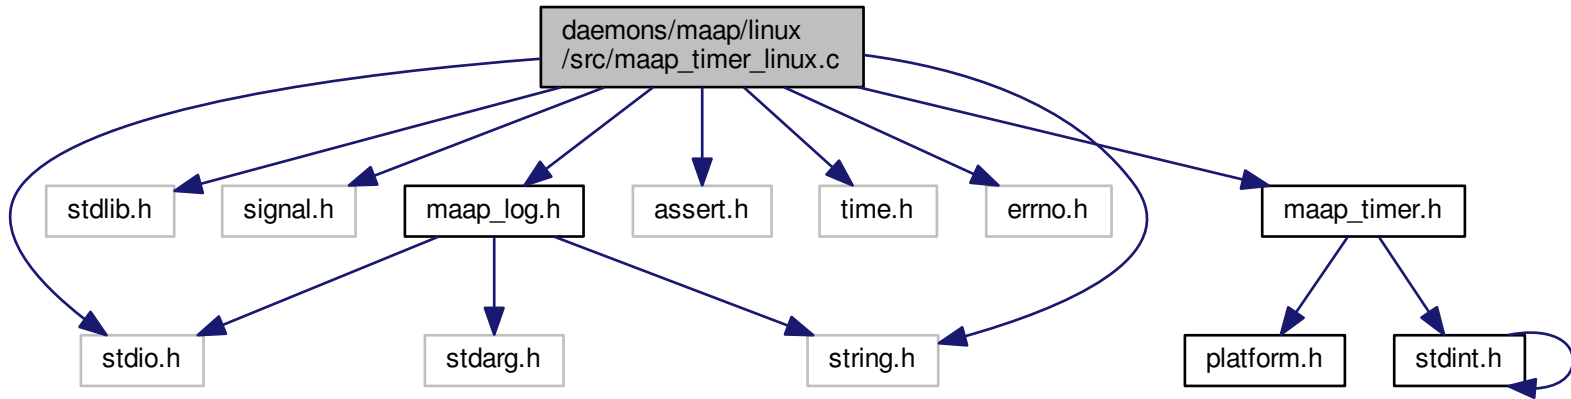 daemons/maap/linux
/src/maap_timer_linux.c
stdlib.h
signal.h
maap_log.h
assert.h
time.h
errno.h
maap_timer.h
stdio.h
stdarg.h
string.h
platform.h
stdint.h